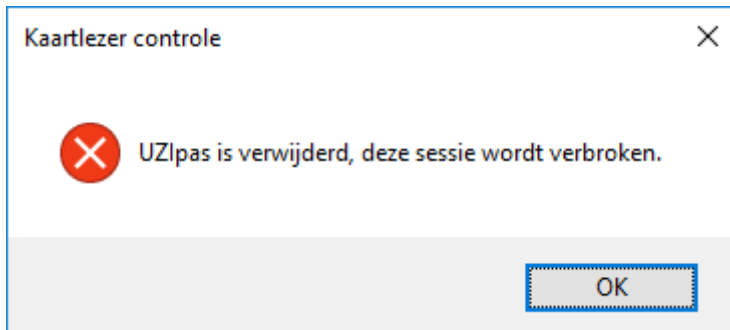 Kaartlezer controle
UZIpas is verwijderd, deze sessie wordt verbroken.
OK